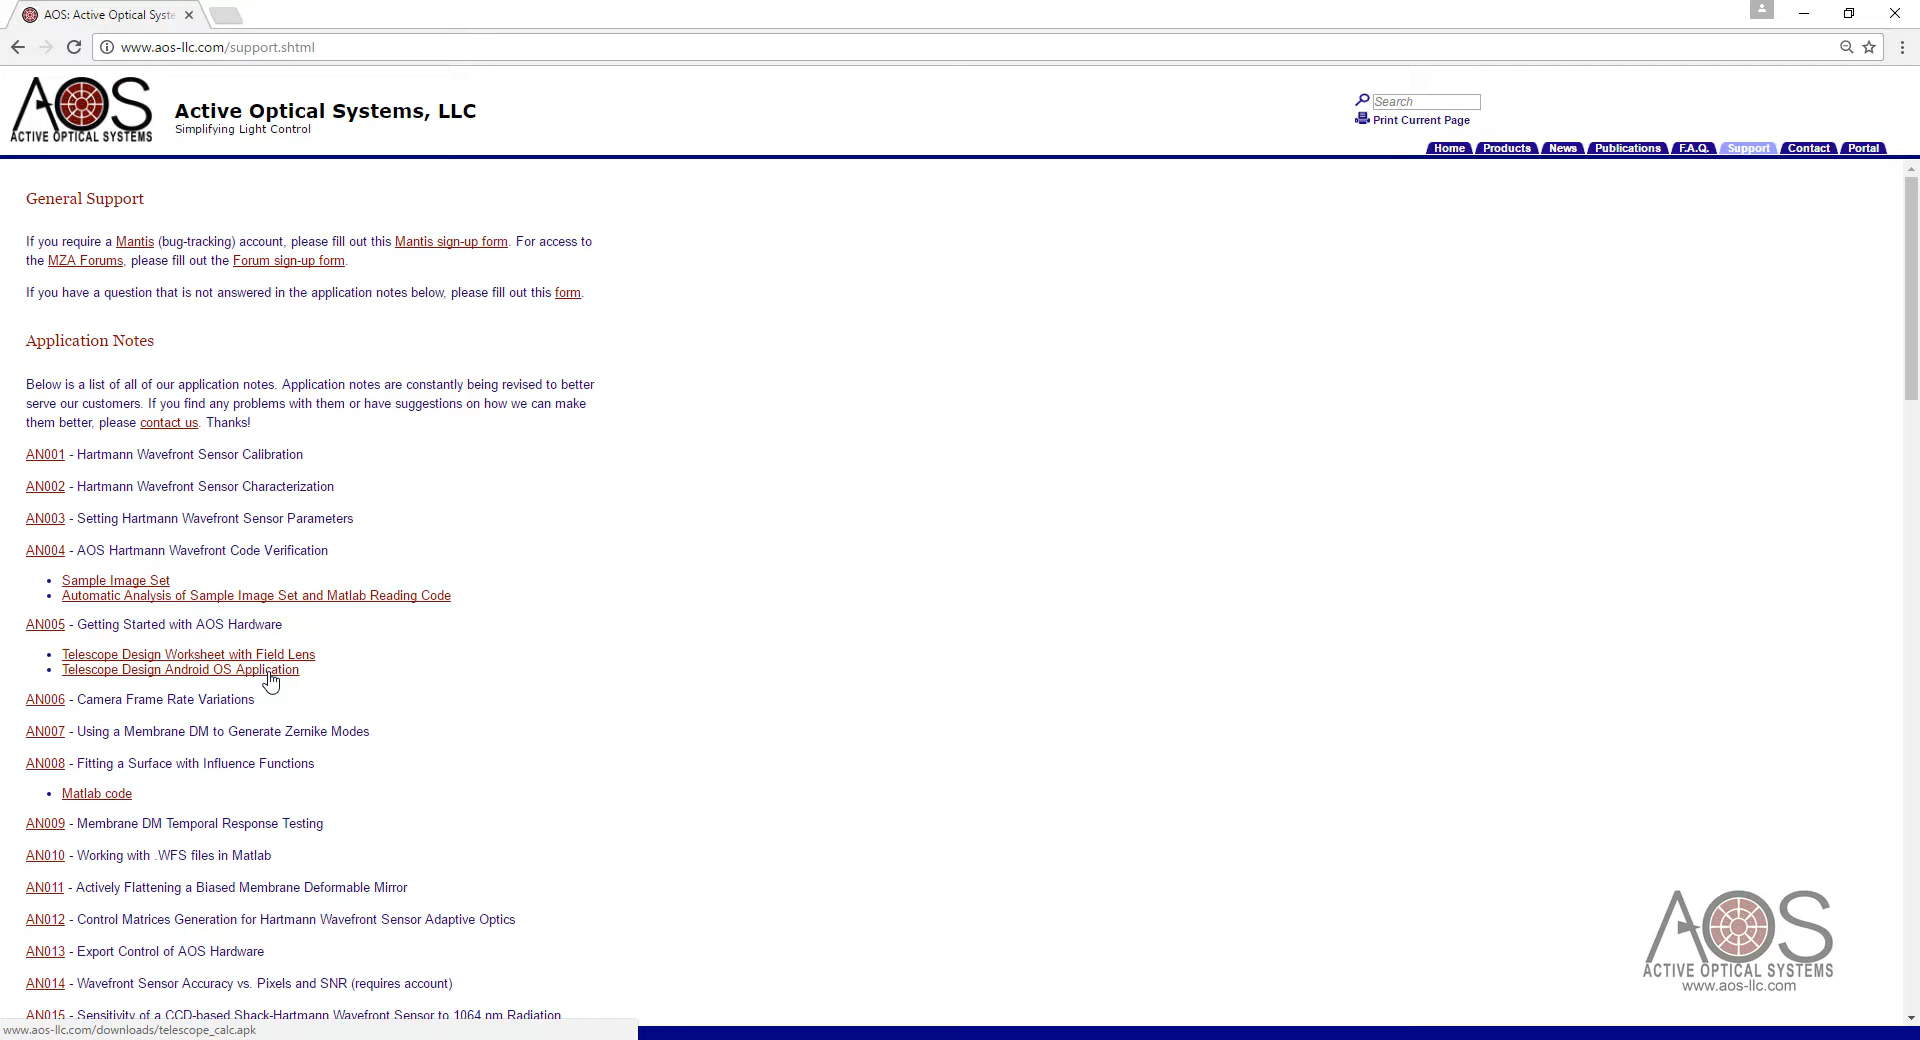 AOS: Active Optical Syste
www.aos-llc.com/support.shtml
AOS
ACTIVE OPTICAL SYSTEMS
Active Optical Systems, LLC
Simplifying Light Control
Search
Print Current Page
Home Products News Publications F.A.Q. Support Contact Portal
General Support
If you require a Mantis (bug-tracking) account, please fill out this Mantis sign-up form. For access to
the MZA Forums, please fill out the Forum sign-up form.
If you have a question that is not answered in the application notes below, please fill out this form.
Application Notes
Below is a list of all of our application notes. Application notes are constantly being revised to better
serve our customers. If you find any problems with them or have suggestions on how we can make
them better, please contact us. Thanks!
AN001 - Hartmann Wavefront Sensor Calibration
AN002 - Hartmann Wavefront Sensor Characterization
AN003 - Setting Hartmann Wavefront Sensor Parameters
AN004 - AOS Hartmann Wavefront Code Verification
• Sample Image Set
• Automatic Analysis of Sample Image Set and Matlab Reading Code
AN005 - Getting Started with AOS Hardware
• Telescope Design Worksheet with Field Lens
• Telescope Design Android OS Application
AN006 - Camera Frame Rate Variations
AN007 - Using a Membrane DM to Generate Zernike Modes
AN008 - Fitting a Surface with Influence Functions
• Matlab code
AN009 - Membrane DM Temporal Response Testing
AN010 - Working with .WFS files in Matlab
AN011 - Actively Flattening a Biased Membrane Deformable Mirror
AN012 - Control Matrices Generation for Hartmann Wavefront Sensor Adaptive Optics
AN013 - Export Control of AOS Hardware
AN014 - Wavefront Sensor Accuracy vs. Pixels and SNR (requires account)
AN015 - Sensitivity of a CCD-based Shack-Hartmann Wavefront Sensor to 1064 nm Radiation
www.aos-llc.com/downloads/telescope_calc.apk
AOS
ACTIVE OPTICAL SYSTEMS
www.aos-llc.com